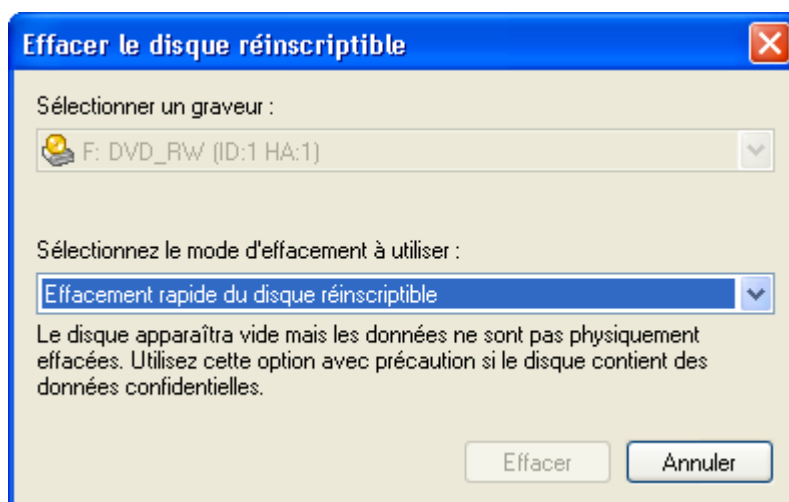 Effacer le disque réinscriptible
Sélectionner un graveur :
F: DVD_RW (ID:1 HA:1)
Sélectionnez le mode d'effacement à utiliser :
Effacement rapide du disque réinscriptible
Le disque apparaîtra vide mais les données ne sont pas physiquement
effacées. Utilisez cette option avec précaution si le disque contient des
données confidentielles.
Effacer
Annuler